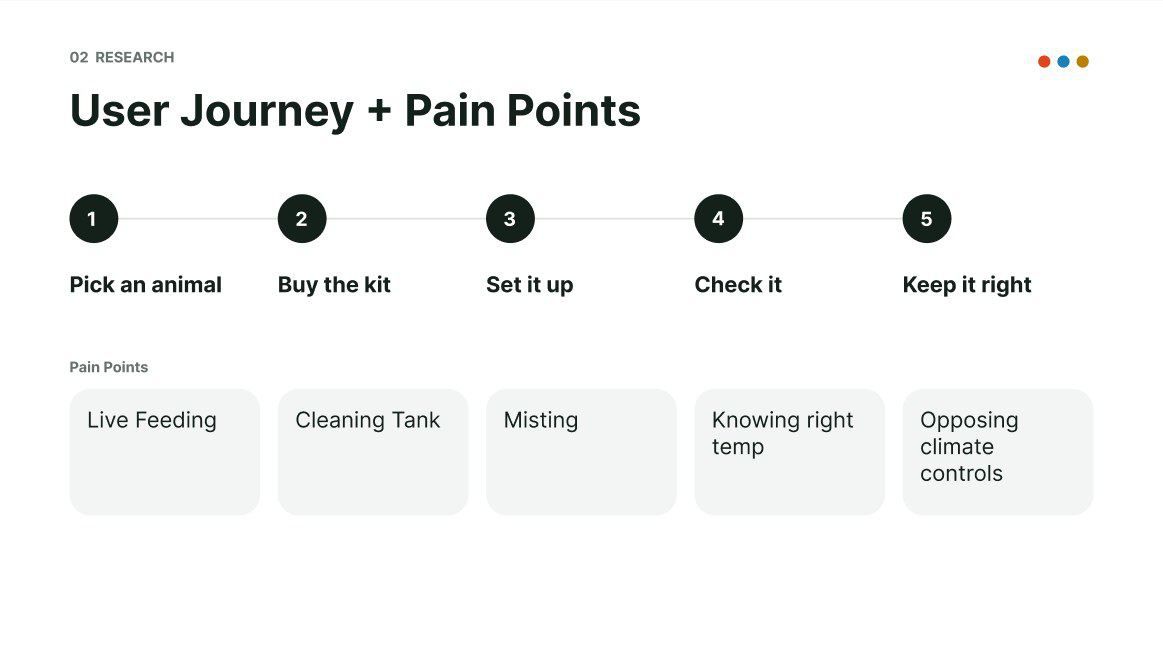 02 RESEARCH
User Journey + Pain Points
1
2
3
4
5
Pick an animal
Buy the kit
Set it up
Check it
Keep it right
Pain Points
Live Feeding
Cleaning Tank
Misting
Knowing right
temp
Opposing
climate
controls